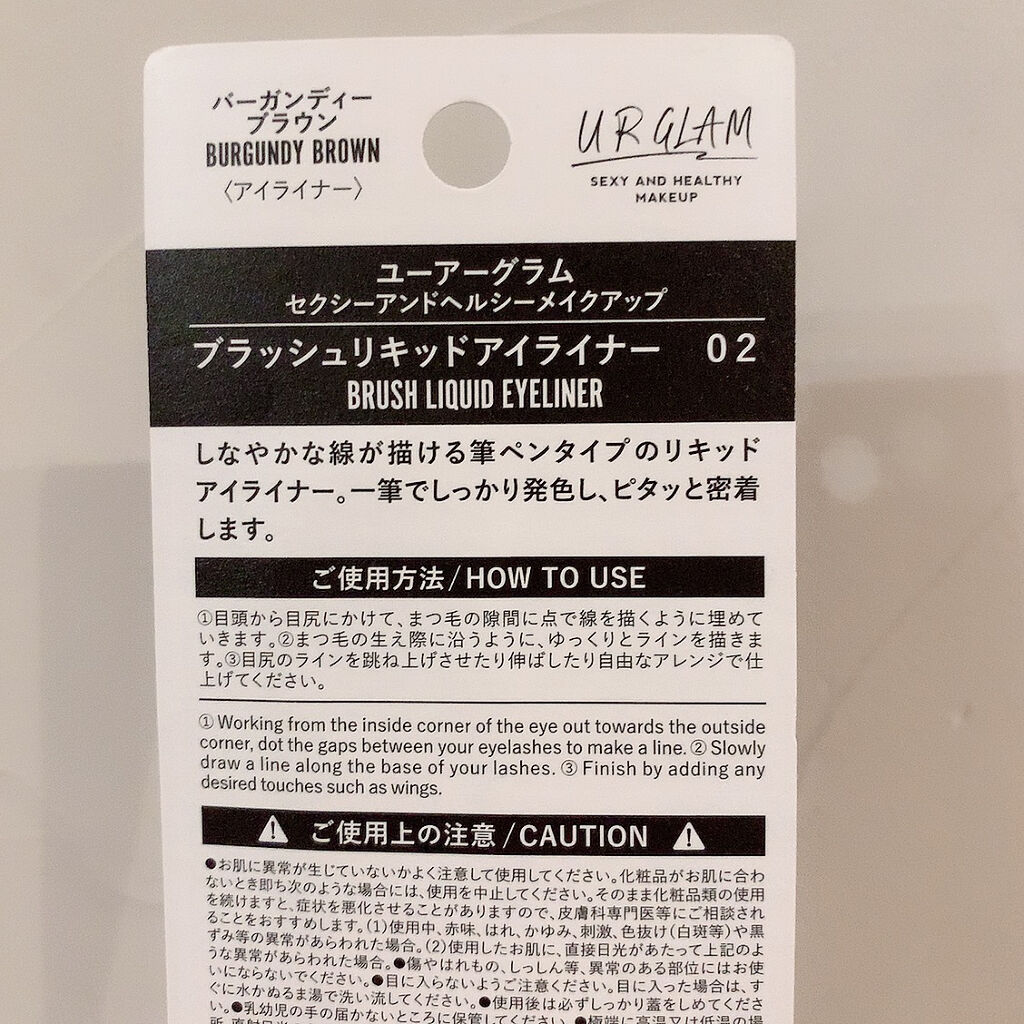 バーガンディー
ブラウン
BURGUNDY BROWN
〈アイライナー〉
UR GLAM
SEXY AND HEALTHY
MAKEUP
ユーアーグラム
セクシーアンドヘルシーメイクアップ
ブラッシュリキッドアイライナー 02
BRUSH LIQUID EYELINER
しなやかな線が描ける筆ペンタイプのリキッド
アイライナー。一筆でしっかり発色し、ピタッと密着
します。
ご使用方法/HOW TO USE
①目頭から目尻にかけて、まつ毛の隙間に点で線を描くように埋めて
いきます。②まつ毛の生え際に沿うように、ゆっくりとラインを描きま
す。③目尻のラインを跳ね上げさせたり伸ばしたり自由なアレンジで仕
上げてください。
① Working from the inside corner of the eye out towards the outside
corner, dot the gaps between your eyelashes to make a line. ② Slowly
draw a line along the base of your lashes. ③ Finish by adding any
desired touches such as wings.
⚠ ご使用上の注意/CAUTION ⚠
●お肌に異常が生じていないかよく注意して使用してください。化粧品がお肌に合わ
ないとき即ち次のような場合には、使用を中止してください。そのまま化粧品類の使用
を続けますと、症状を悪化させることがありますので、皮膚科専門医等にご相談され
ることをおすすめします。(1)使用中、赤味、はれ、かゆみ、刺激、色抜け(白斑等)や黒
ずみ等の異常があらわれた場合。(2)使用したお肌に、直接日光があたって上記のよ
うな異常があらわれた場合。●傷やはれもの、しっしん等、異常のある部位にはお使
いにならないでください。●目に入らないようご注意ください。目に入った場合は、す
ぐに水かぬるま湯で洗い流してください。●使用後は必ずしっかり蓋をしめてくださ
い。●乳幼児の手の届かないところに保管してください。●極端に高温又は低温の場
所、直射日光の